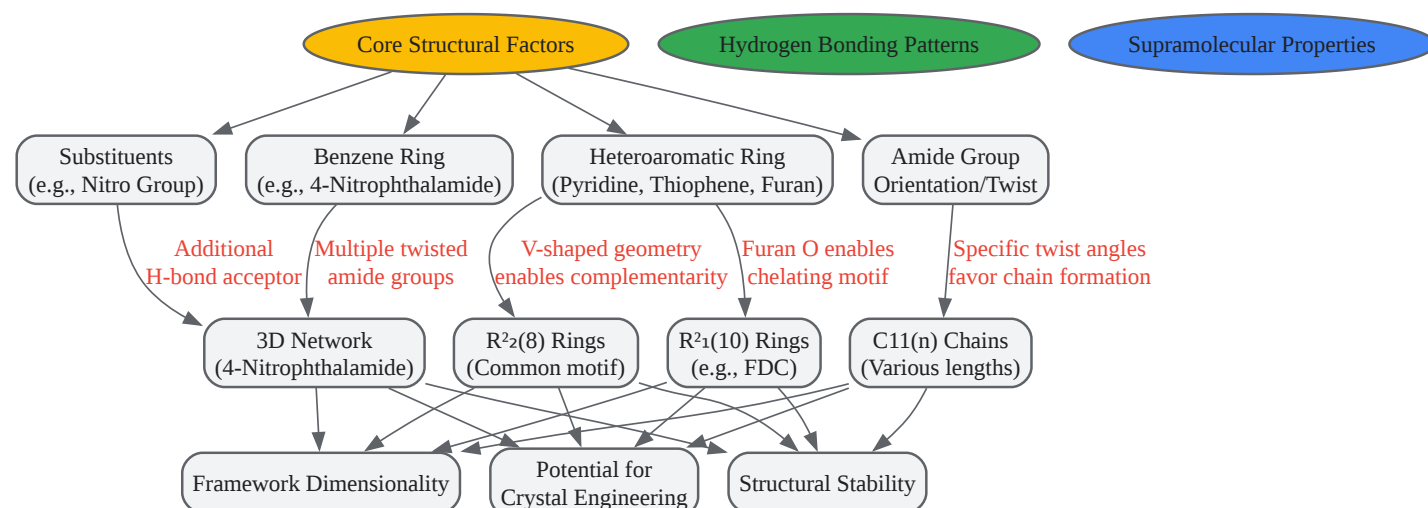 Core Structural Factors
Hydrogen Bonding Patterns
Supramolecular Properties
Substituents
(e.g., Nitro Group)
Benzene Ring
(e.g., 4-Nitrophthalamide)
Heteroaromatic Ring
(Pyridine, Thiophene, Furan)
Amide Group
Orientation/Twist
Additional
H-bond acceptor
Multiple twisted
amide groups
V-shaped geometry
enables complementarity
Furan O enables
chelating motif
Specific twist angles
favor chain formation
3D Network
(4-Nitrophthalamide)
R²₂(8) Rings
(Common motif)
R²₁(10) Rings
(e.g., FDC)
C11(n) Chains
(Various lengths)
Framework Dimensionality
Potential for
Crystal Engineering
Structural Stability